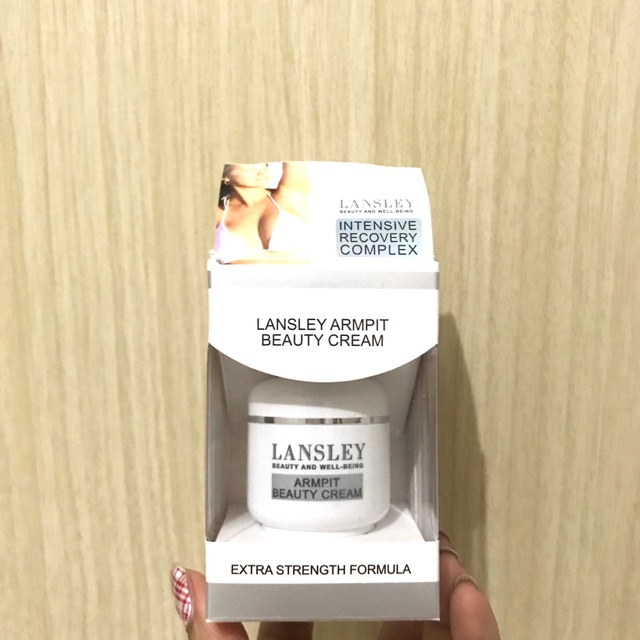 LANSLEY
BEAUTY AND WELL-BEING
INTENSIVE
RECOVERY
COMPLEX
LANSLEY ARMPIT
BEAUTY CREAM
LANSLEY
BEAUTY AND WELL-BEING
ARMPIT
BEAUTY CREAM
EXTRA STRENGTH FORMULA